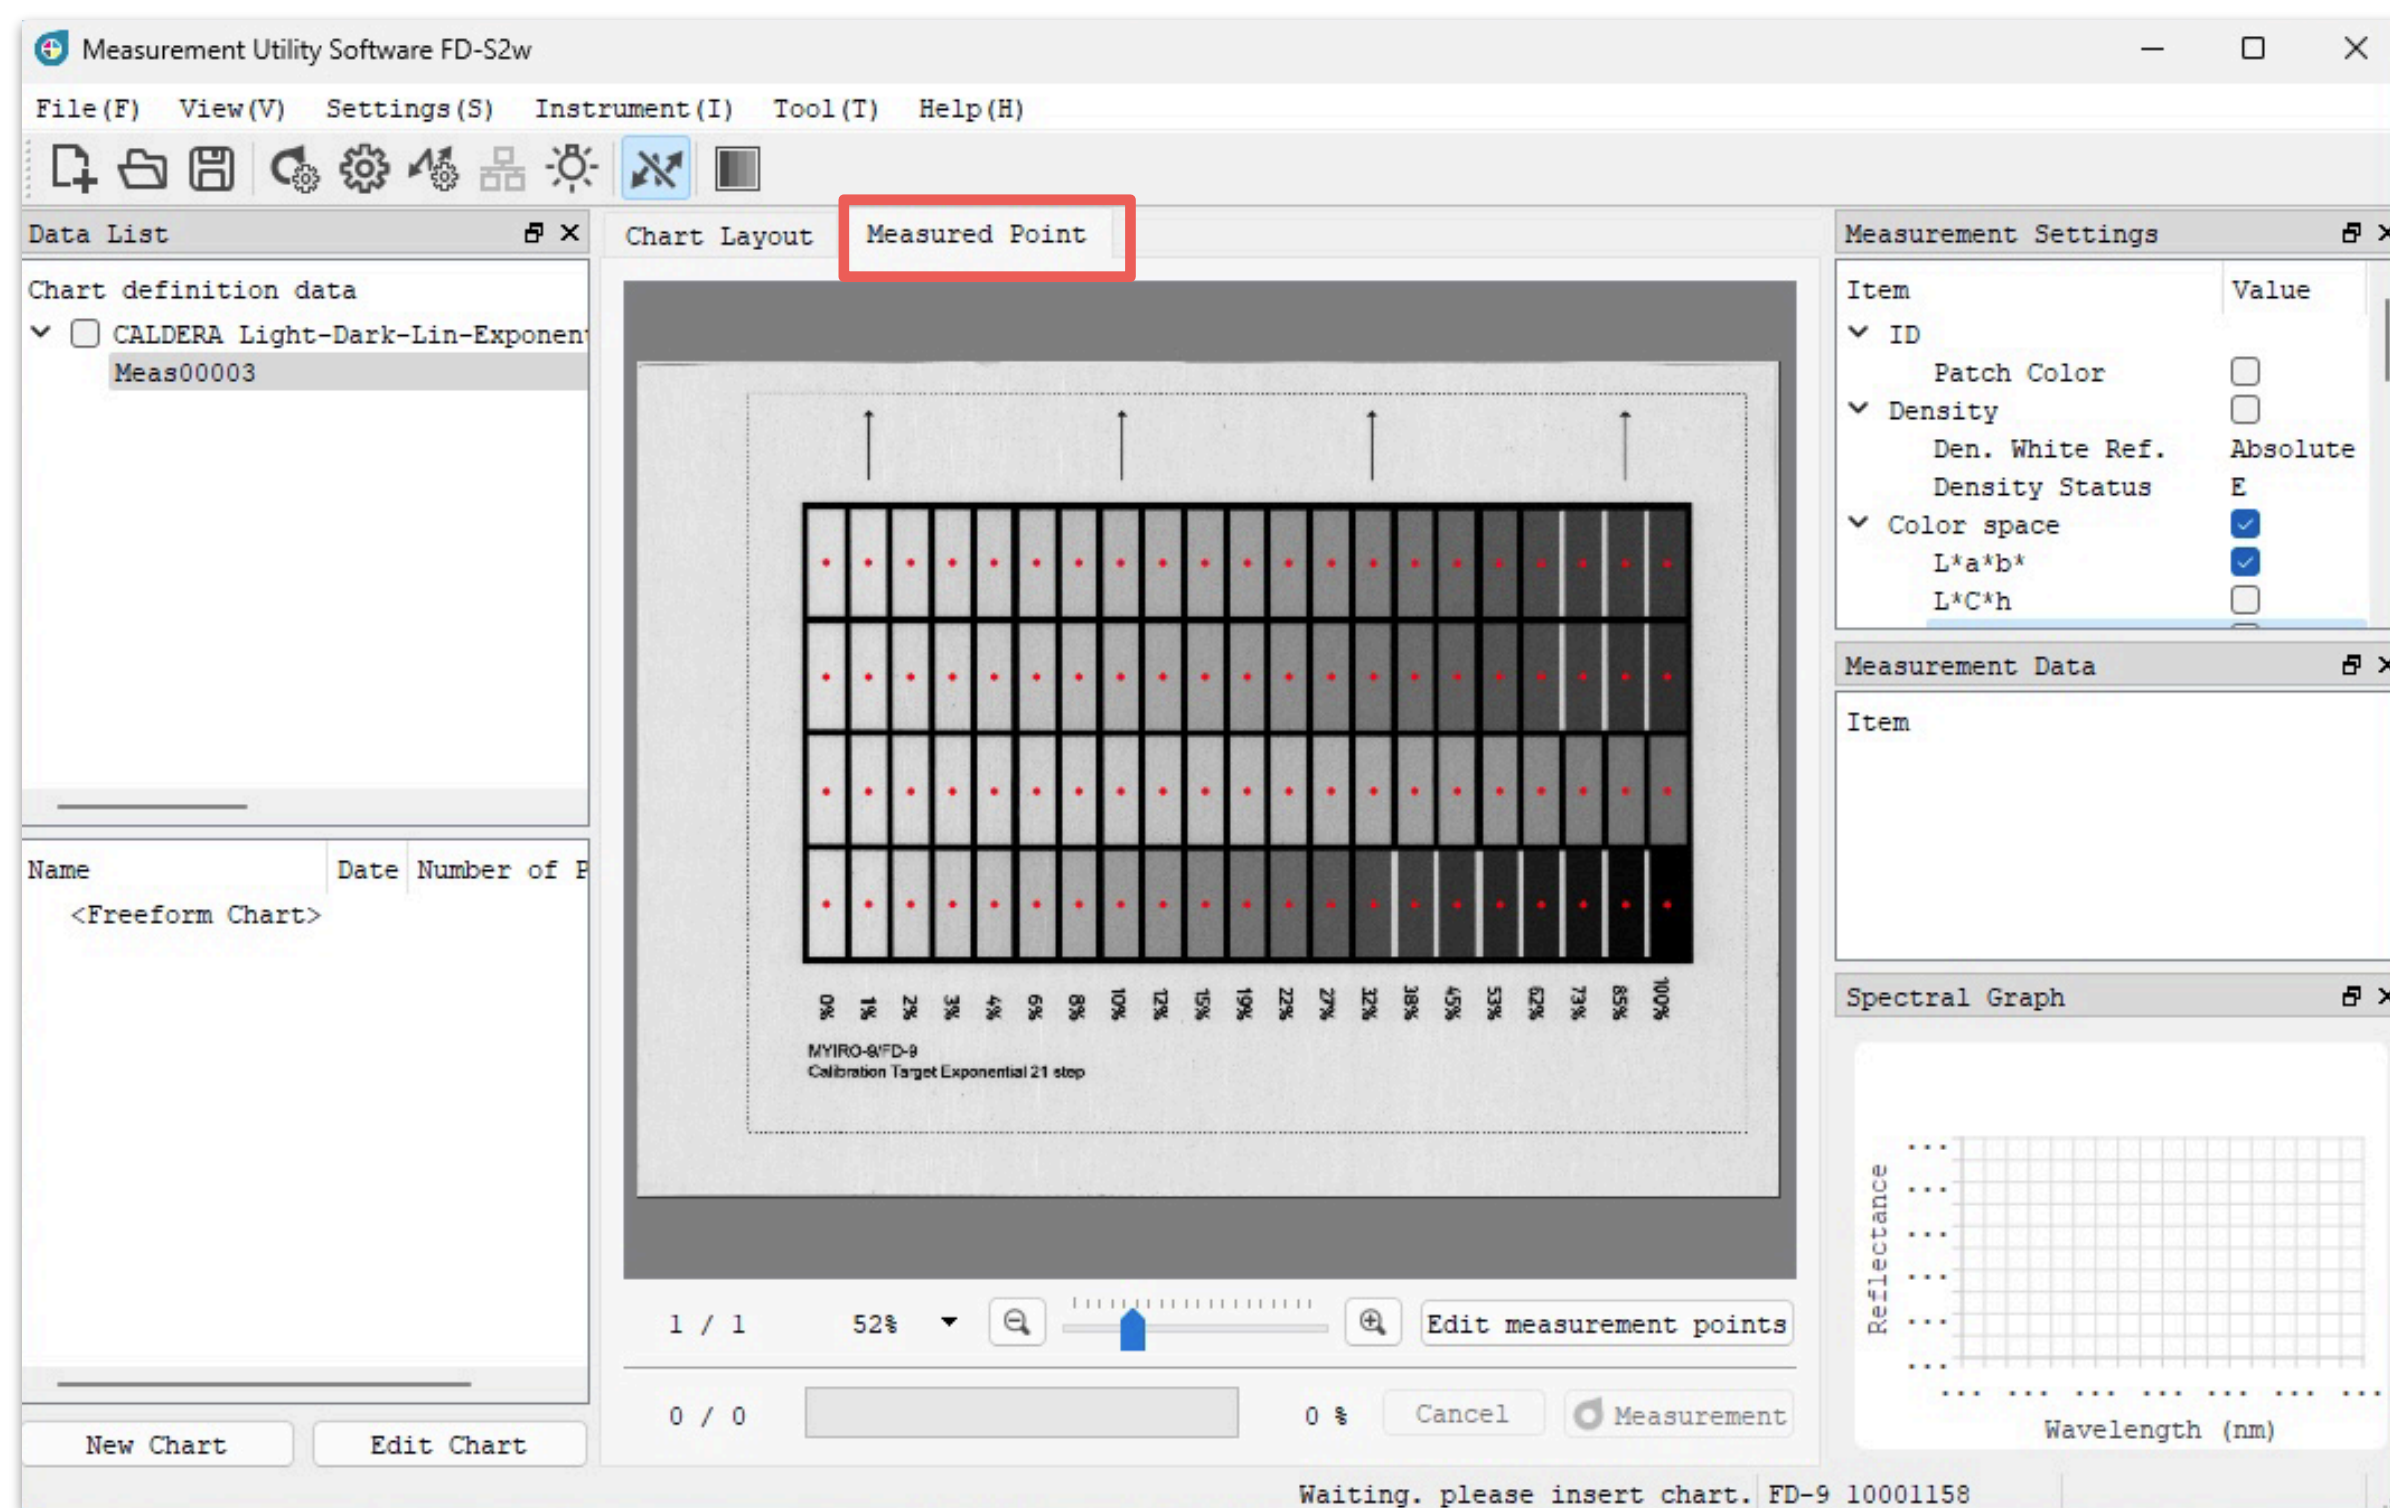 Measurement Utility Software FD-S2w
File(F) View(V) Settings(S) Instrument(I) Tool(T) Help(H)
Data List
Chart definition data
CALDERA Light-Dark-Lin-Exponen
Meas00003
Name Date Number of P
<Freeform Chart>
New Chart Edit Chart
Chart Layout Measured Point
0% 1% 2% 3% 4% 6% 8% 10% 12% 15% 19% 22% 27% 32% 38% 45% 53% 62% 73% 85% 100%
MYIRO-9/FD-9
Calibration Target Exponential 21 step
1 / 1 52% Edit measurement points
0 / 0 0 % Cancel Measurement
Measurement Settings
Item Value
ID
Patch Color
Density
Den. White Ref. Absolute
Density Status E
Color space
L*a*b*
L*C*h
Measurement Data
Item
Spectral Graph
Reflectance
... ... ... ... ... ...
... ... ... ... ... ... ...
Wavelength (nm)
Waiting. please insert chart. FD-9 10001158